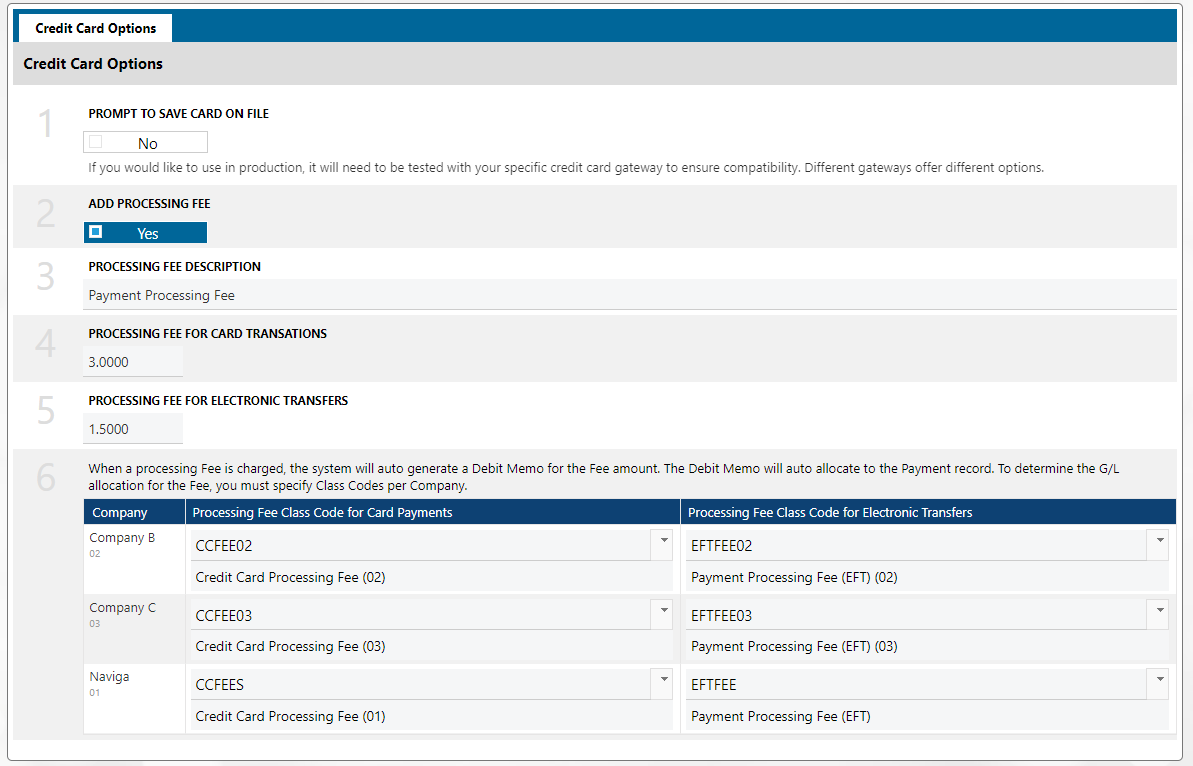 Credit Card Options
Credit Card Options
1
PROMPT TO SAVE CARD ON FILE
No
If you would like to use in production, it will need to be tested with your specific credit card gateway to ensure compatibility. Different gateways offer different options.
2
ADD PROCESSING FEE
Yes
3
PROCESSING FEE DESCRIPTION
Payment Processing Fee
4
PROCESSING FEE FOR CARD TRANSATIONS
3.0000
5
PROCESSING FEE FOR ELECTRONIC TRANSFERS
1.5000
6
When a processing Fee is charged, the system will auto generate a Debit Memo for the Fee amount. The Debit Memo will auto allocate to the Payment record. To determine the G/L
allocation for the Fee, you must specify Class Codes per Company.
Company Processing Fee Class Code for Card Payments Processing Fee Class Code for Electronic Transfers
Company B CCFEE02 EFTFEE02
02
Credit Card Processing Fee (02) Payment Processing Fee (EFT) (02)
Company C CCFEE03 EFTFEE03
03
Credit Card Processing Fee (03) Payment Processing Fee (EFT) (03)
Naviga CCFEES EFTFEE
01
Credit Card Processing Fee (01) Payment Processing Fee (EFT)